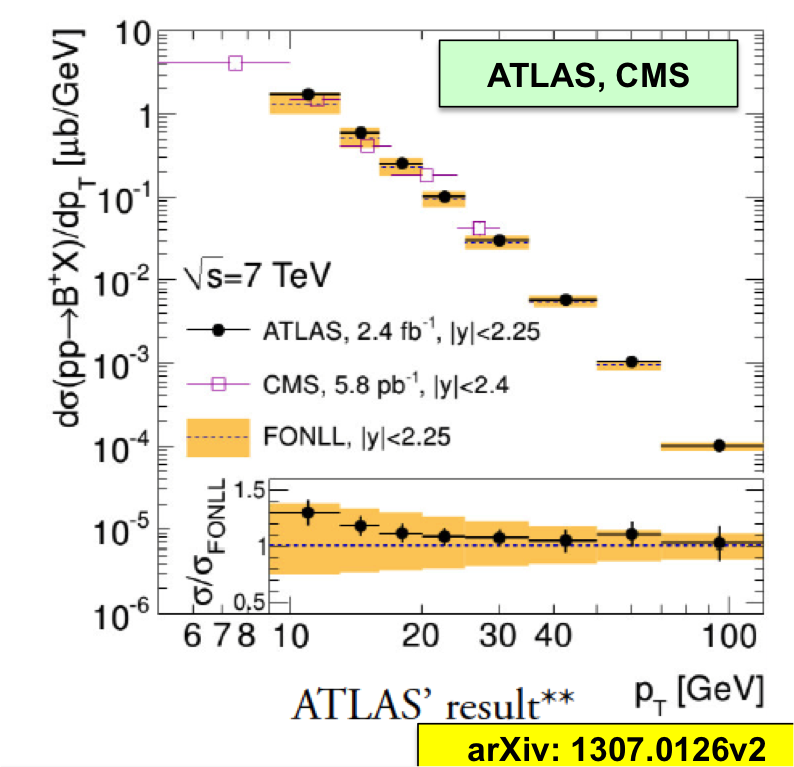 ATLAS, CMS
dσ(pp→B⁺X)/dp_T [μb/GeV]
10
1
10⁻¹
10⁻²
10⁻³
10⁻⁴
10⁻⁵
10⁻⁶
√s=7 TeV
ATLAS, 2.4 fb⁻¹, |y|<2.25
CMS, 5.8 pb⁻¹, |y|<2.4
FONLL, |y|<2.25
σ/σ_FONLL
1.5
1
0.5
6 7 8 10 20 30 40 100
p_T [GeV]
ATLAS’ result**
arXiv: 1307.0126v2